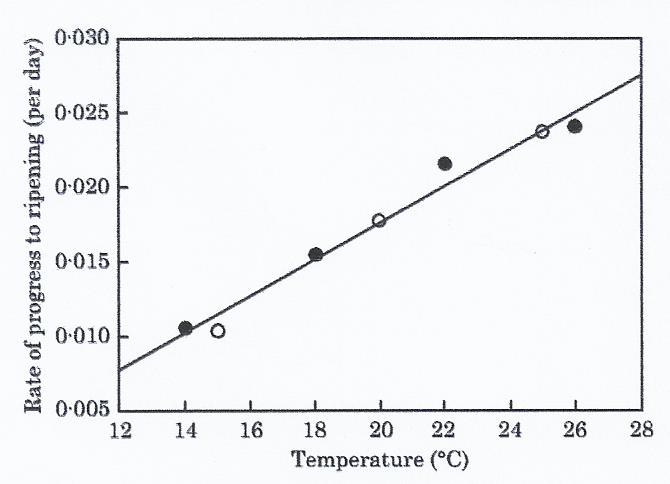 Rate of progress to ripening (per day)
0·030
0·025
0·020
0·015
0·010
0·005
12 14 16 18 20 22 24 26 28
Temperature (°C)